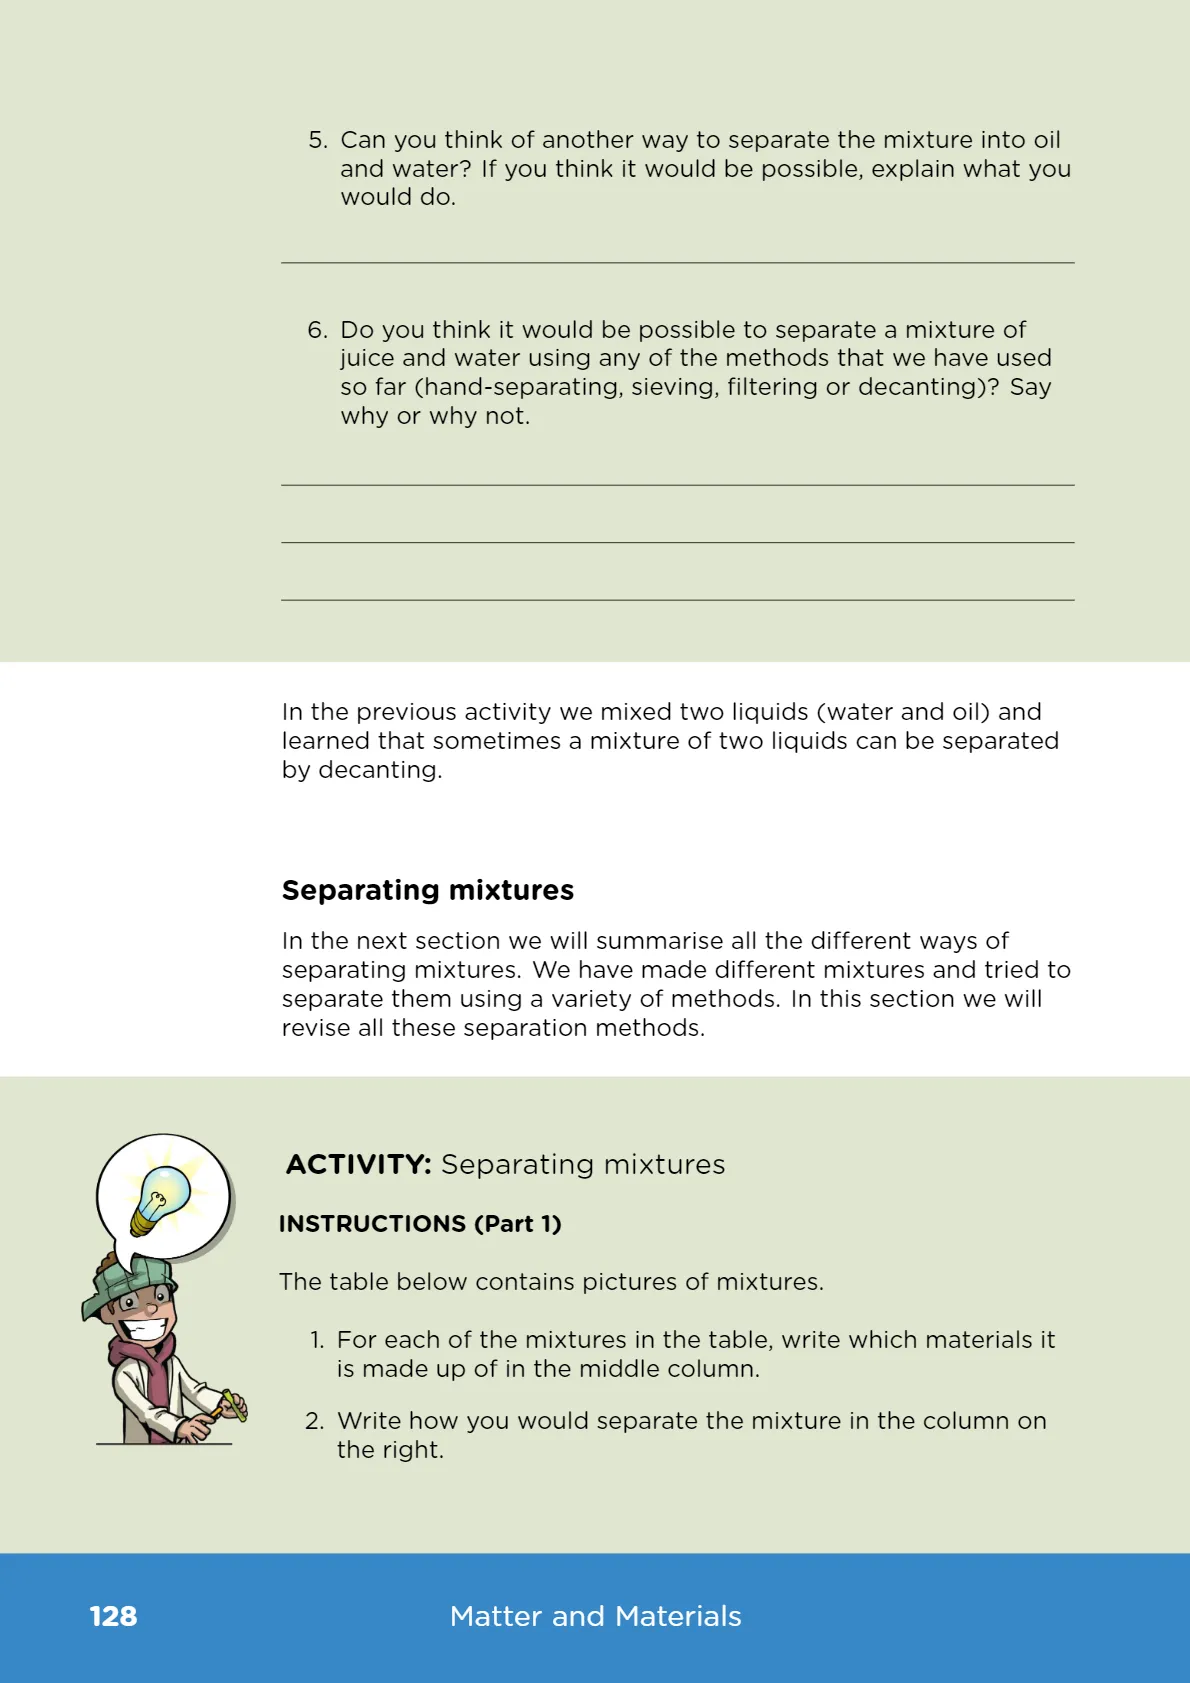 5. Can you think of another way to separate the mixture into oil
and water? If you think it would be possible, explain what you
would do.
6. Do you think it would be possible to separate a mixture of
juice and water using any of the methods that we have used
so far (hand-separating, sieving, filtering or decanting)? Say
why or why not.
In the previous activity we mixed two liquids (water and oil) and
learned that sometimes a mixture of two liquids can be separated
by decanting.
Separating mixtures
In the next section we will summarise all the different ways of
separating mixtures. We have made different mixtures and tried to
separate them using a variety of methods. In this section we will
revise all these separation methods.
ACTIVITY: Separating mixtures
INSTRUCTIONS (Part 1)
The table below contains pictures of mixtures.
1. For each of the mixtures in the table, write which materials it
is made up of in the middle column.
2. Write how you would separate the mixture in the column on
the right.
128 Matter and Materials